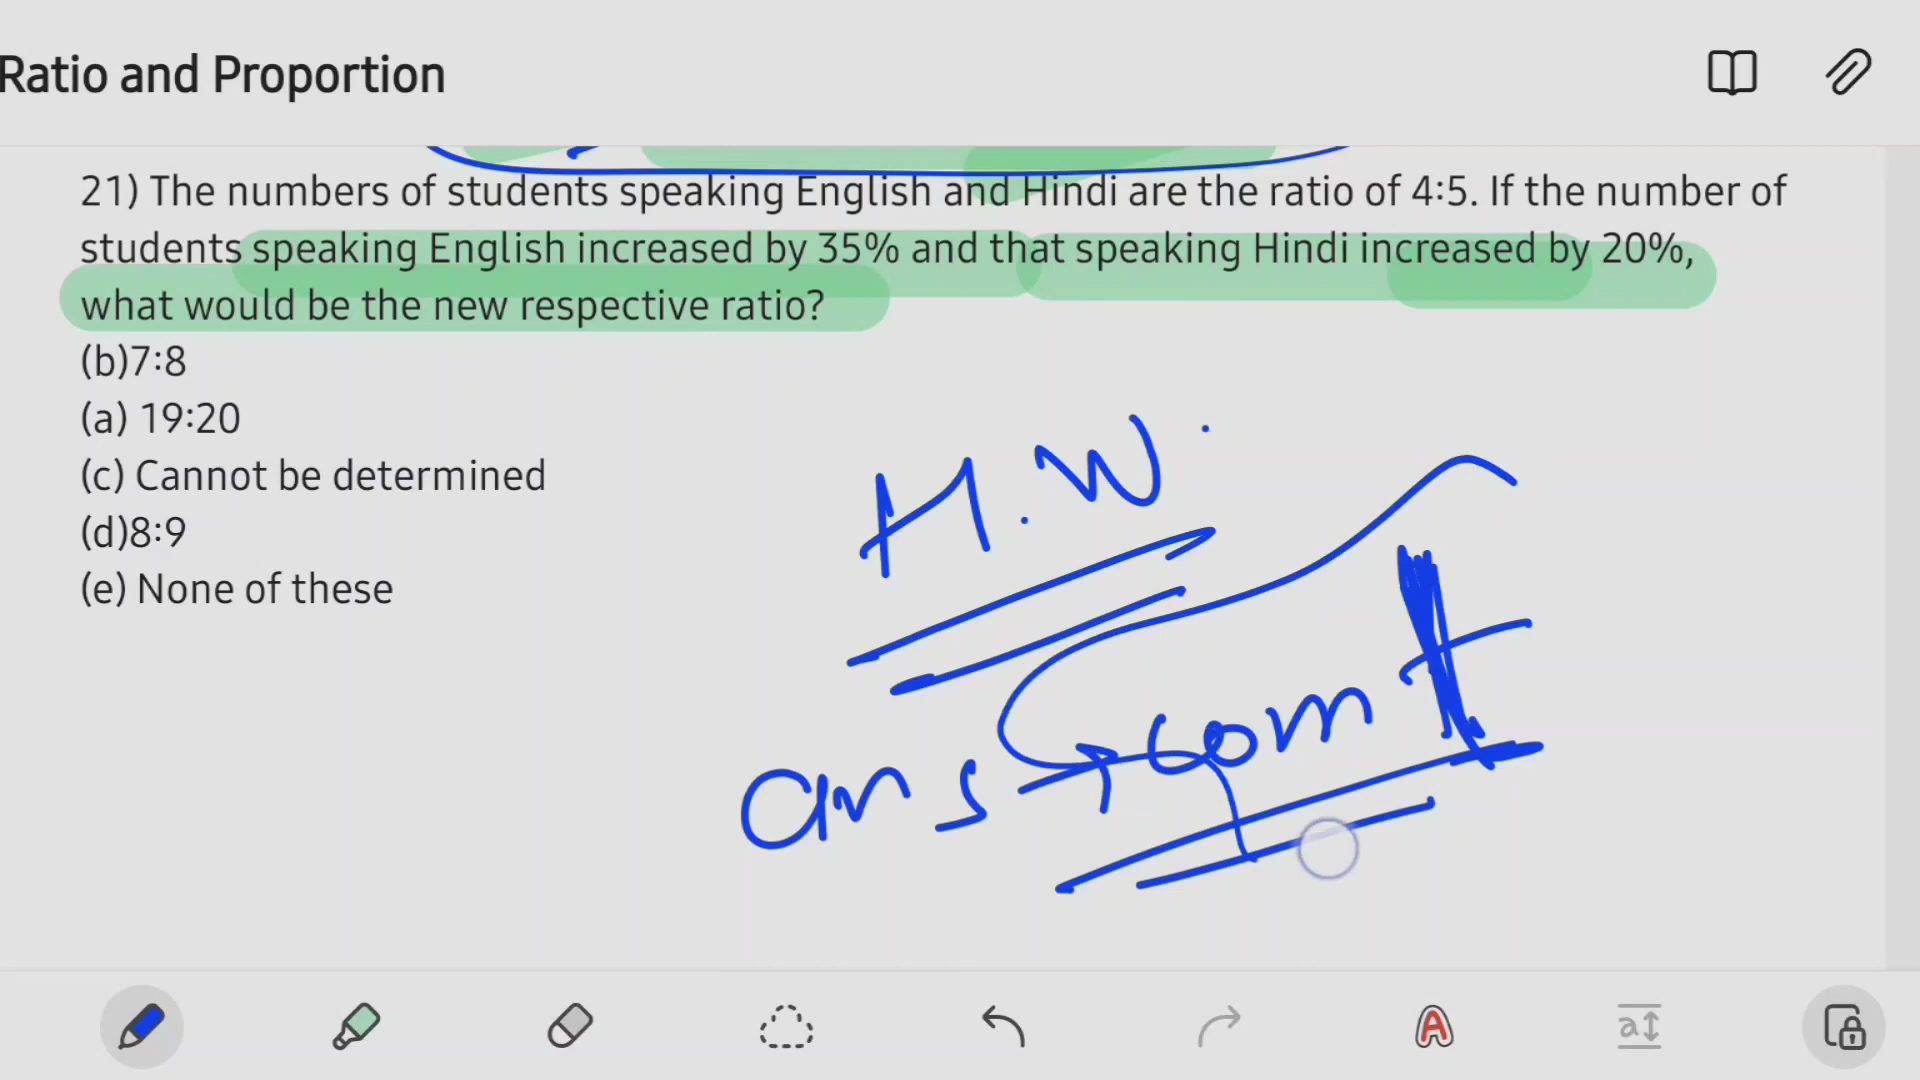 Ratio and Proportion
21) The numbers of students speaking English and Hindi are the ratio of 4:5. If the number of
students speaking English increased by 35% and that speaking Hindi increased by 20%,
what would be the new respective ratio?
(b)7:8
(a) 19:20
(c) Cannot be determined
(d)8:9
(e) None of these
H.W.
ans → comt